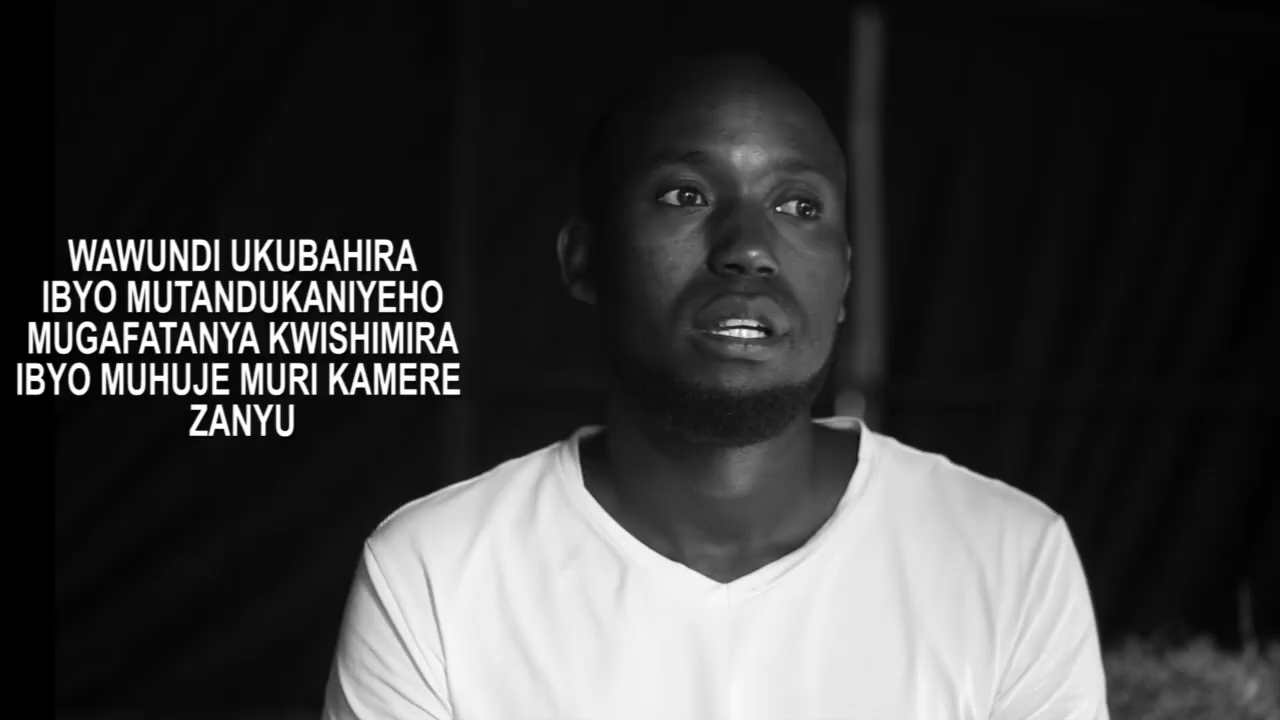 WAWUNDI UKUBAHIRA
IBYO MUTANDUKANIYEHO
MUGAFATANYA KWISHIMIRA
IBYO MUHUJE MURI KAMERE
ZANYU